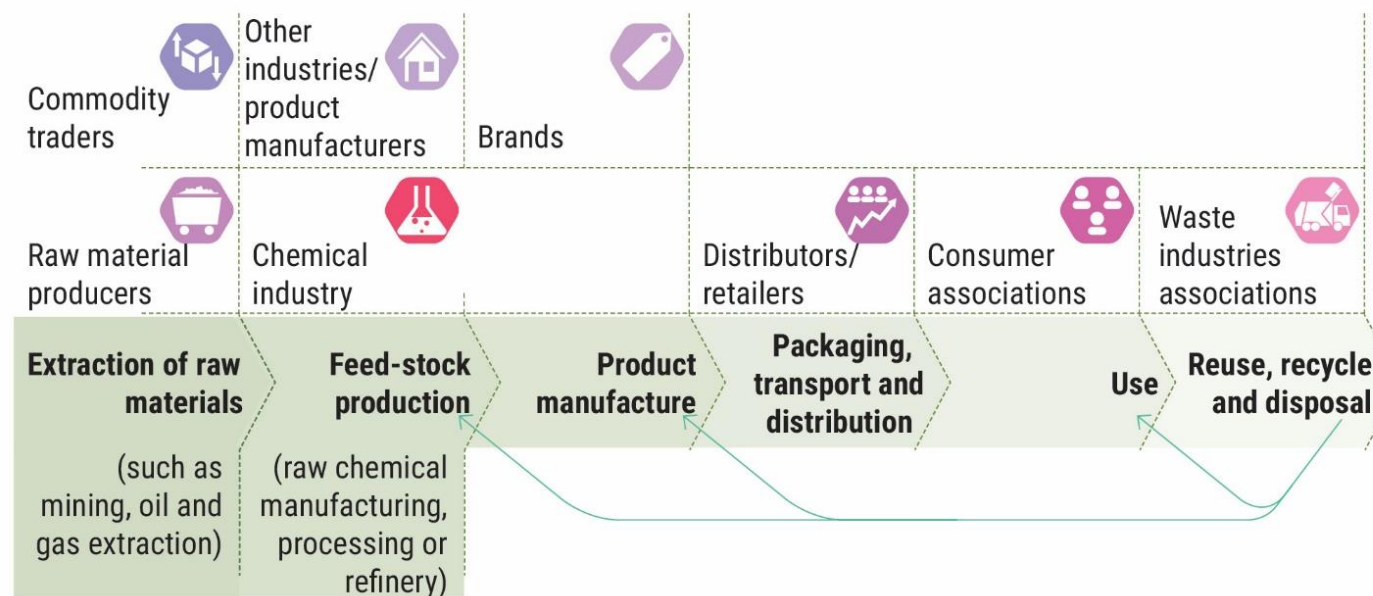 Commodity
traders
Other
industries/
product
manufacturers
Brands
Raw material
producers
Chemical
industry
Distributors/
retailers
Consumer
associations
Waste
industries
associations
Extraction of raw
materials
(such as
mining, oil and
gas extraction)
Feed-stock
production
(raw chemical
manufacturing,
processing or
refinery)
Product
manufacture
Packaging,
transport and
distribution
Use
Reuse, recycle
and disposal